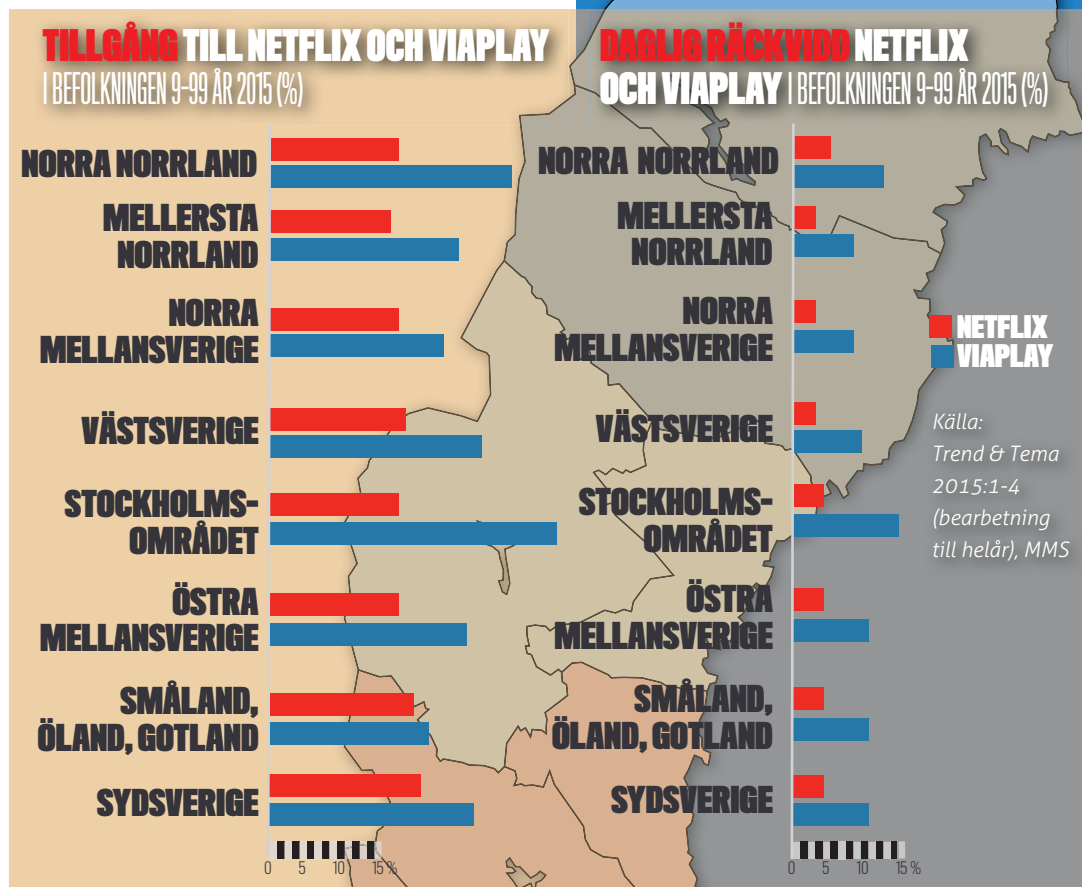 TILLGÅNG TILL NETFLIX OCH VIAPLAY
I BEFOLKNINGEN 9-99 ÅR 2015 (%)
NORRA NORRLAND
MELLERSTA
NORRLAND
NORRA
MELLANSVERIGE
VÄSTSVERIGE
STOCKHOLMS-
OMRÅDET
ÖSTRA
MELLANSVERIGE
SMÅLAND,
ÖLAND, GOTLAND
SYDSVERIGE
0 5 10 15 %
DAGLIG RÄCKVIDD NETFLIX
OCH VIAPLAY I BEFOLKNINGEN 9-99 ÅR 2015 (%)
NORRA NORRLAND
MELLERSTA
NORRLAND
NORRA
MELLANSVERIGE
VÄSTSVERIGE
STOCKHOLMS-
OMRÅDET
ÖSTRA
MELLANSVERIGE
SMÅLAND,
ÖLAND, GOTLAND
SYDSVERIGE
0 5 10 15 %
NETFLIX
VIAPLAY
Källa:
Trend & Tema
2015:1-4
(bearbetning
till helår), MMS